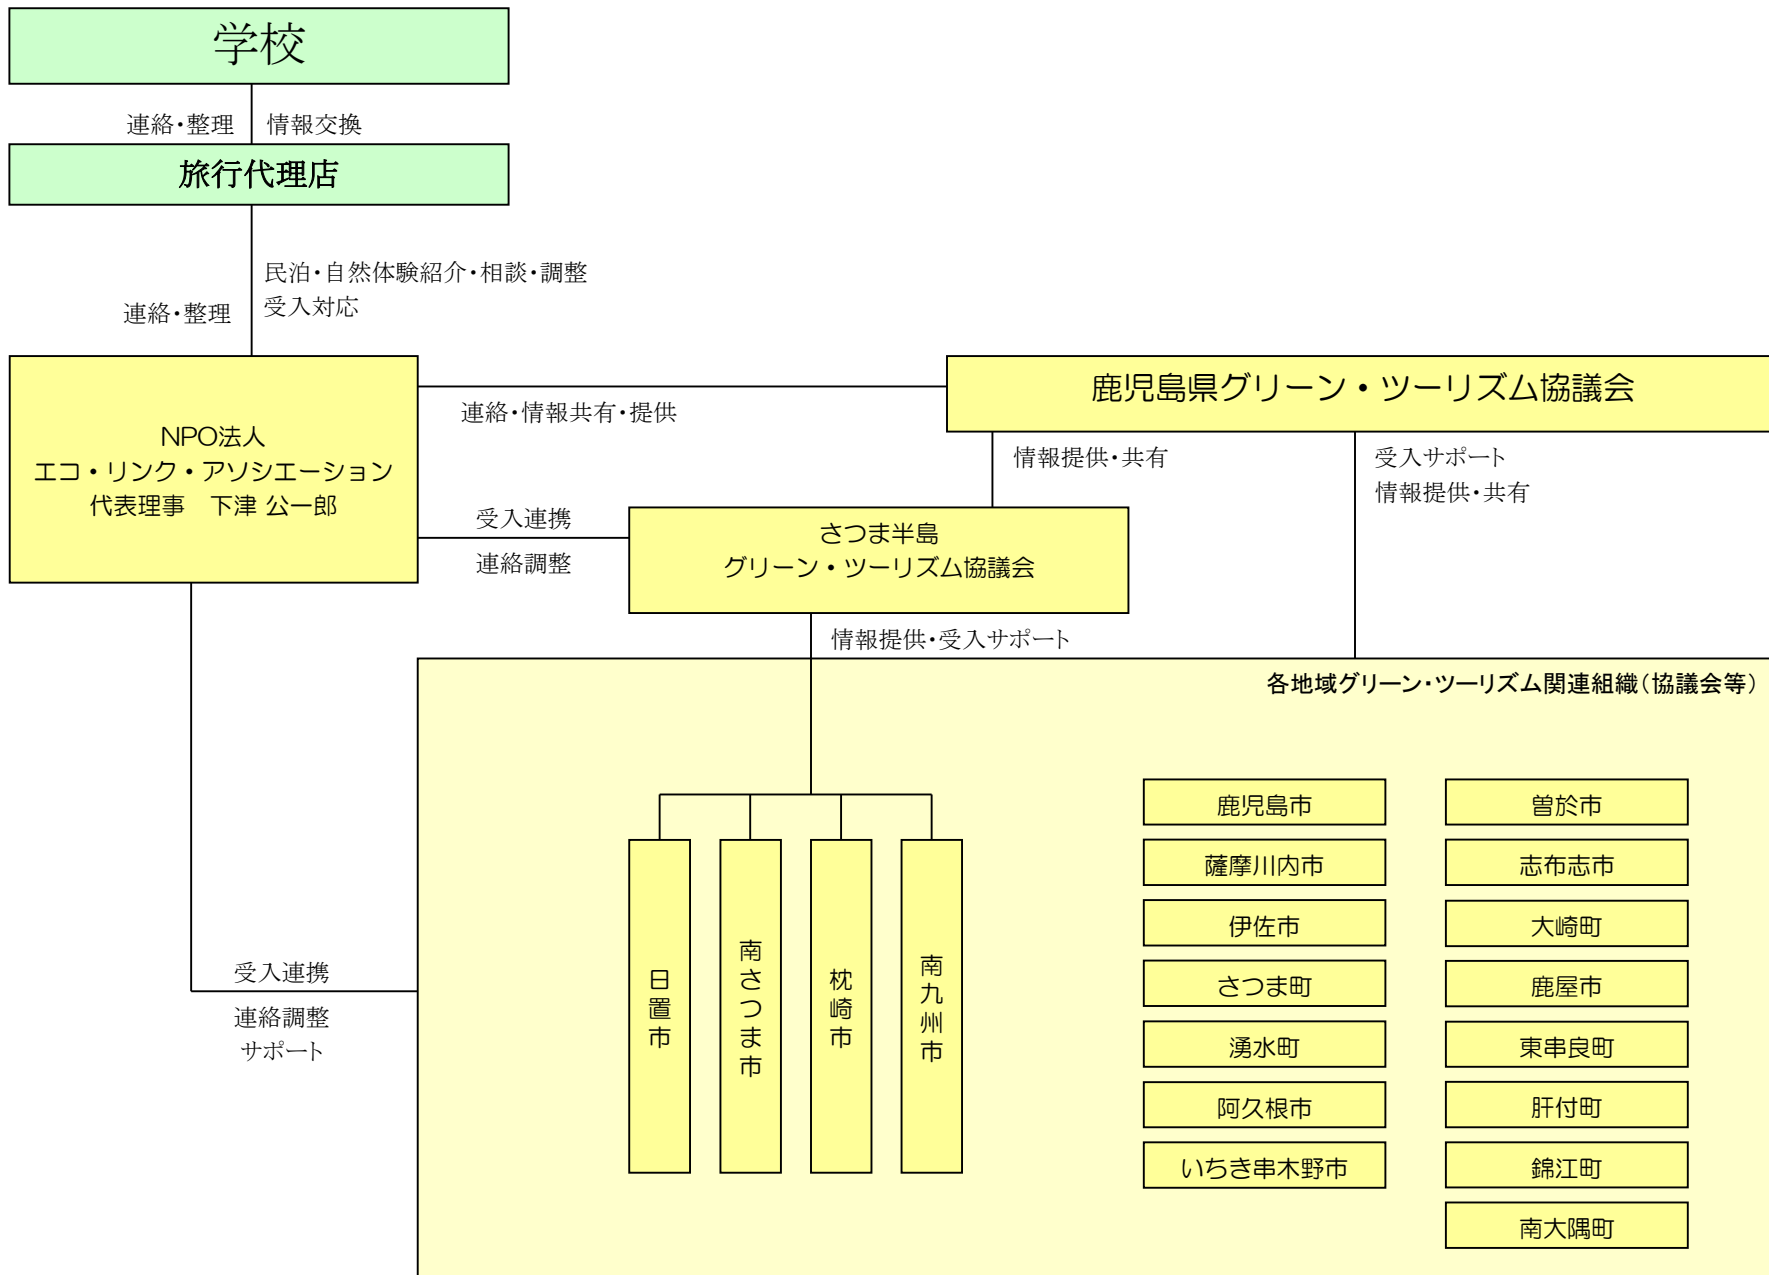 学校
連絡・整理
情報交換
旅行代理店
民泊・自然体験紹介・相談・調整
受入対応
連絡・整理
NPO法人
エコ・リンク・アソシエーション
代表理事　下津 公一郎
鹿児島県グリーン・ツーリズム協議会
連絡・情報共有・提供
情報提供・共有
受入サポート
情報提供・共有
受入連携
連絡調整
さつま半島
グリーン・ツーリズム協議会
情報提供・受入サポート
各地域グリーン・ツーリズム関連組織（協議会等）
受入連携
連絡調整
サポート
日置市
南さつま市
枕崎市
南九州市
鹿児島市
薩摩川内市
伊佐市
さつま町
湧水町
阿久根市
いちき串木野市
曽於市
志布志市
大崎町
鹿屋市
東串良町
肝付町
錦江町
南大隅町